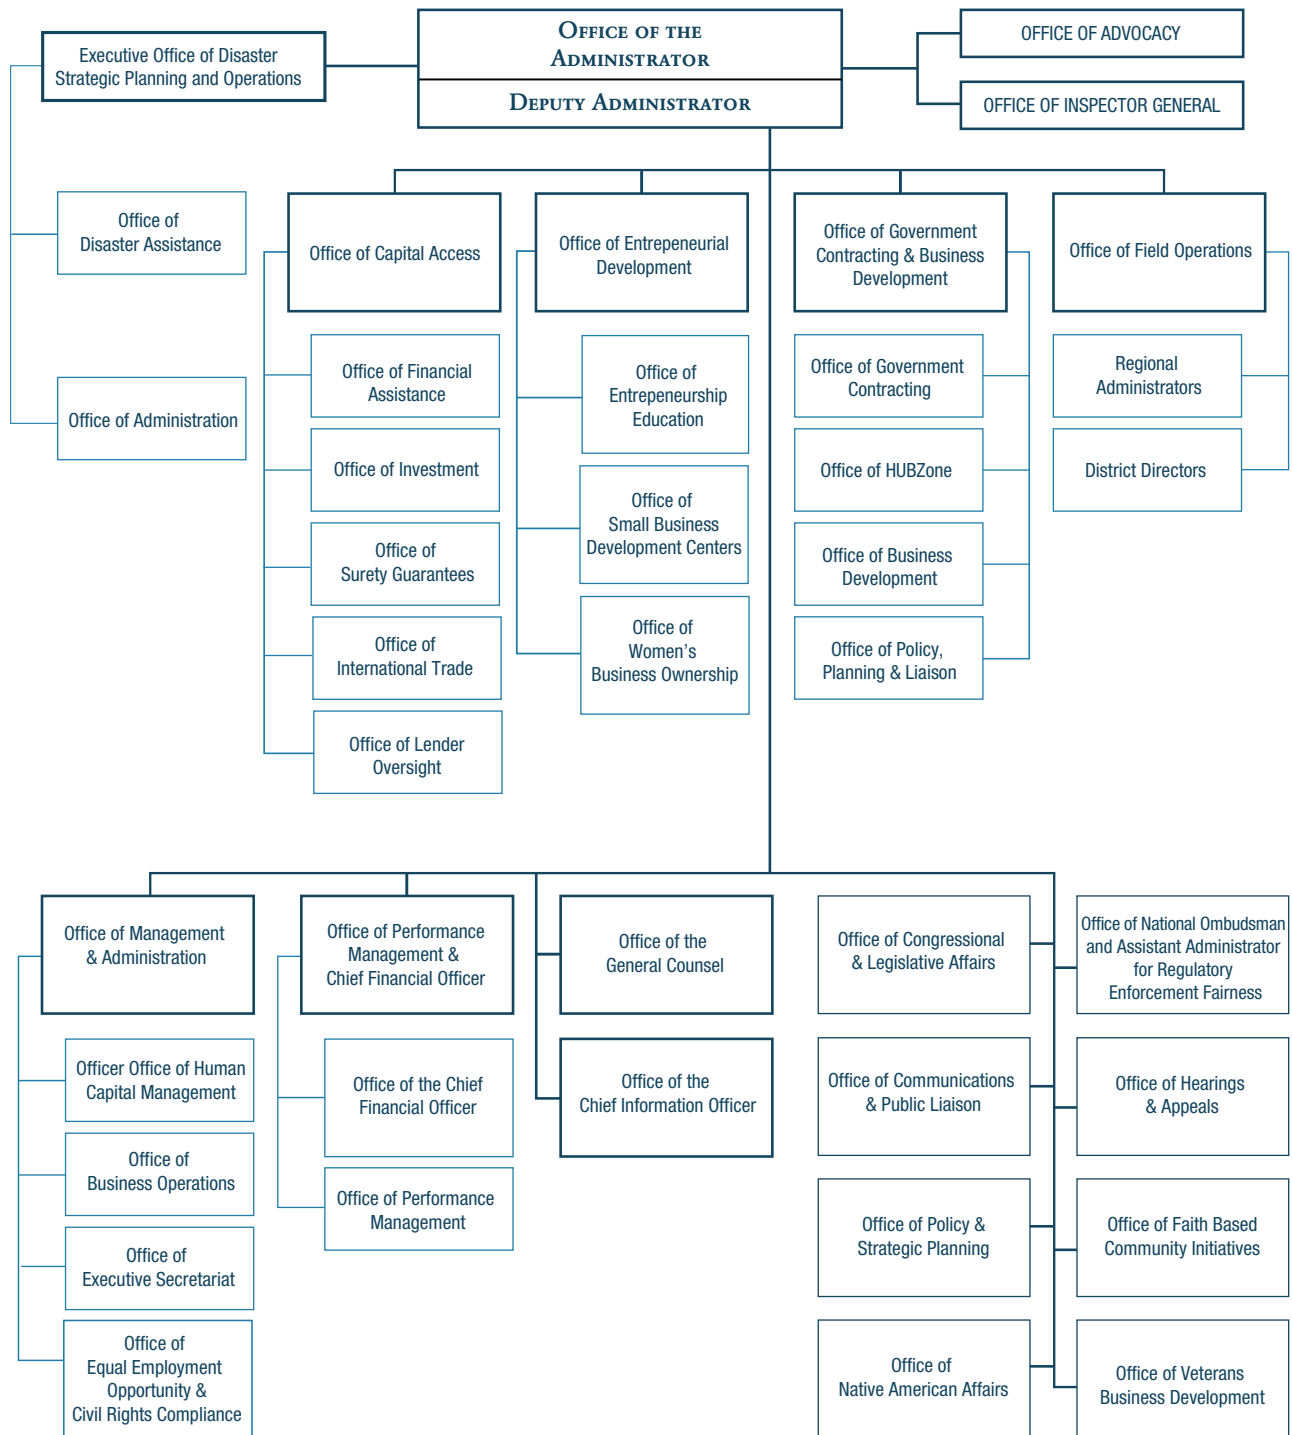 Executive Office of Disaster
Strategic Planning and Operations
OFFICE OF THE
ADMINISTRATOR
DEPUTY ADMINISTRATOR
OFFICE OF ADVOCACY
OFFICE OF INSPECTOR GENERAL
Office of
Disaster Assistance
Office of Administration
Office of Capital Access
Office of Financial
Assistance
Office of Investment
Office of
Surety Guarantees
Office of
International Trade
Office of Lender
Oversight
Office of Entrepeneurial
Development
Office of
Entrepeneurship
Education
Office of
Small Business
Development Centers
Office of
Women’s
Business Ownership
Office of Government
Contracting & Business
Development
Office of Government
Contracting
Office of HUBZone
Office of Business
Development
Office of Policy,
Planning & Liaison
Office of Field Operations
Regional
Administrators
District Directors
Office of Management
& Administration
Officer Office of Human
Capital Management
Office of
Business Operations
Office of
Executive Secretariat
Office of
Equal Employment
Opportunity &
Civil Rights Compliance
Office of Performance
Management &
Chief Financial Officer
Office of the Chief
Financial Officer
Office of Performance
Management
Office of the
General Counsel
Office of the
Chief Information Officer
Office of Congressional
& Legislative Affairs
Office of Communications
& Public Liaison
Office of Policy &
Strategic Planning
Office of
Native American Affairs
Office of National Ombudsman
and Assistant Administrator
for Regulatory
Enforcement Fairness
Office of Hearings
& Appeals
Office of Faith Based
Community Initiatives
Office of Veterans
Business Development